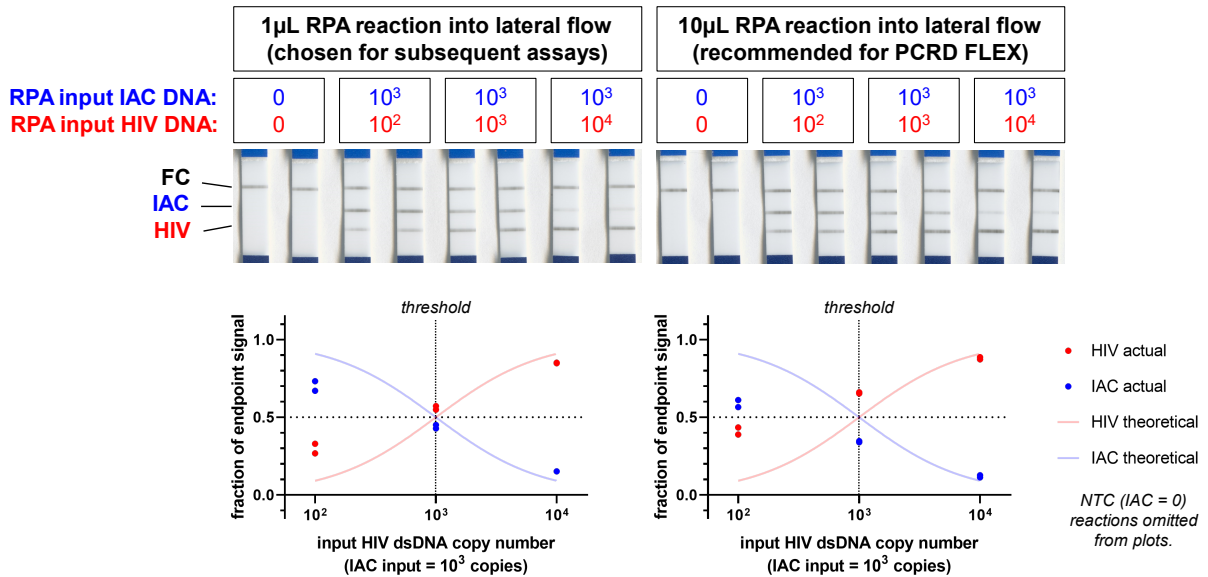 1µL RPA reaction into lateral flow
(chosen for subsequent assays)
10µL RPA reaction into lateral flow
(recommended for PCRD FLEX)
RPA input IAC DNA: 0 10³ 10³ 10³ 0 10³ 10³ 10³
RPA input HIV DNA: 0 10² 10³ 10⁴ 0 10² 10³ 10⁴
FC
IAC
HIV
threshold
fraction of endpoint signal
1.0
0.5
0.0
10² 10³ 10⁴
input HIV dsDNA copy number
(IAC input = 10³ copies)
threshold
fraction of endpoint signal
1.0
0.5
0.0
10² 10³ 10⁴
input HIV dsDNA copy number
(IAC input = 10³ copies)
HIV actual
IAC actual
HIV theoretical
IAC theoretical
NTC (IAC = 0)
reactions omitted
from plots.